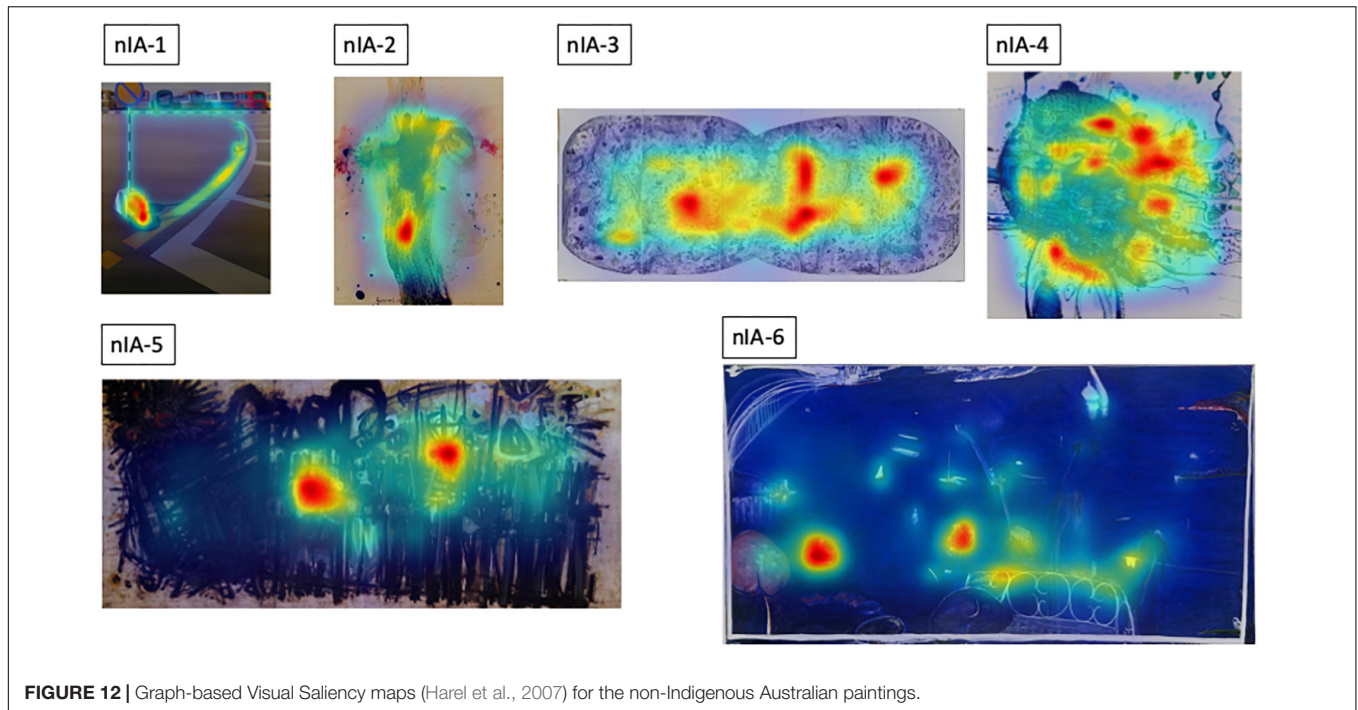 nIA-1
nIA-2
nIA-3
nIA-4
nIA-5
nIA-6
FIGURE 12 | Graph-based Visual Saliency maps (Harel et al., 2007) for the non-Indigenous Australian paintings.